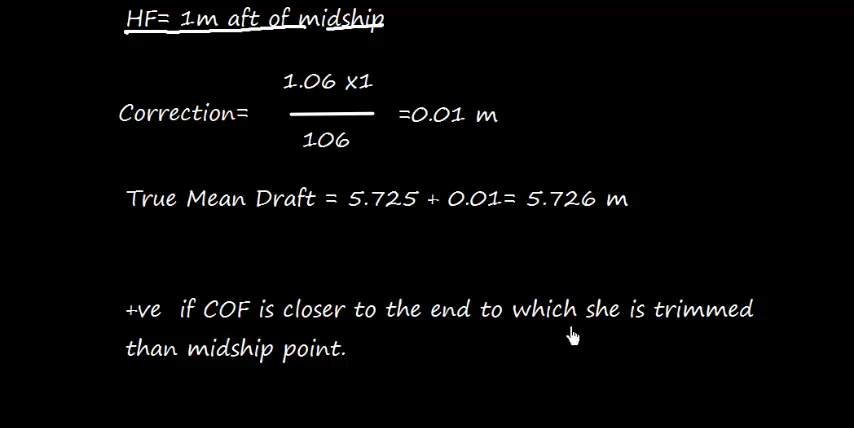 HF= 1m aft of midship
1.06 x1
Correction= =0.01 m
106
True Mean Draft = 5.725 + 0.01= 5.726 m
+ve if COF is closer to the end to which she is trimmed
than midship point.